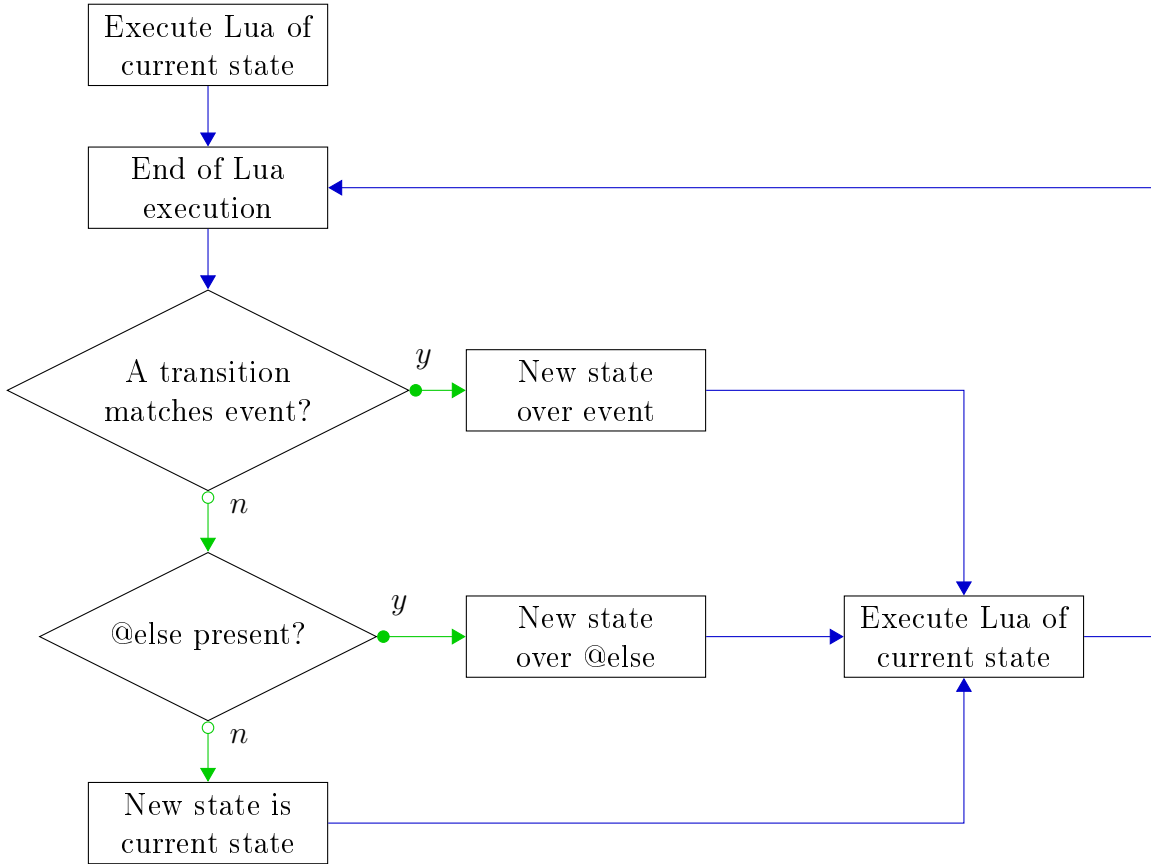 Execute Lua of
current state
End of Lua
execution
A transition
matches event?
y
New state
over event
n
@else present?
y
New state
over @else
Execute Lua of
current state
n
New state is
current state